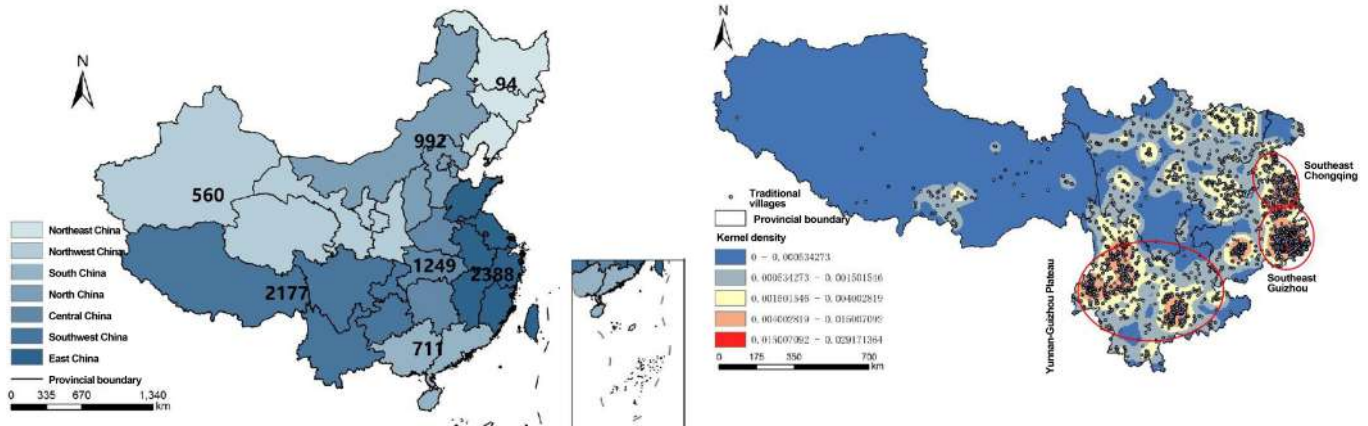 N
94
992
560
1249
2388
2177
711
Northeast China
Northwest China
South China
North China
Central China
Southwest China
East China
Provincial boundary
0 335 670 1,340
km
N
Traditional
villages
Provincial boundary
Kernel density
0 - 0.000534273
0.000534273 - 0.001501546
0.001501546 - 0.004002819
0.004002819 - 0.015007092
0.015007092 - 0.029171364
0 175 350 700
km
Yunnan-Guizhou Plateau
Southeast
Chongqing
Southeast
Guizhou